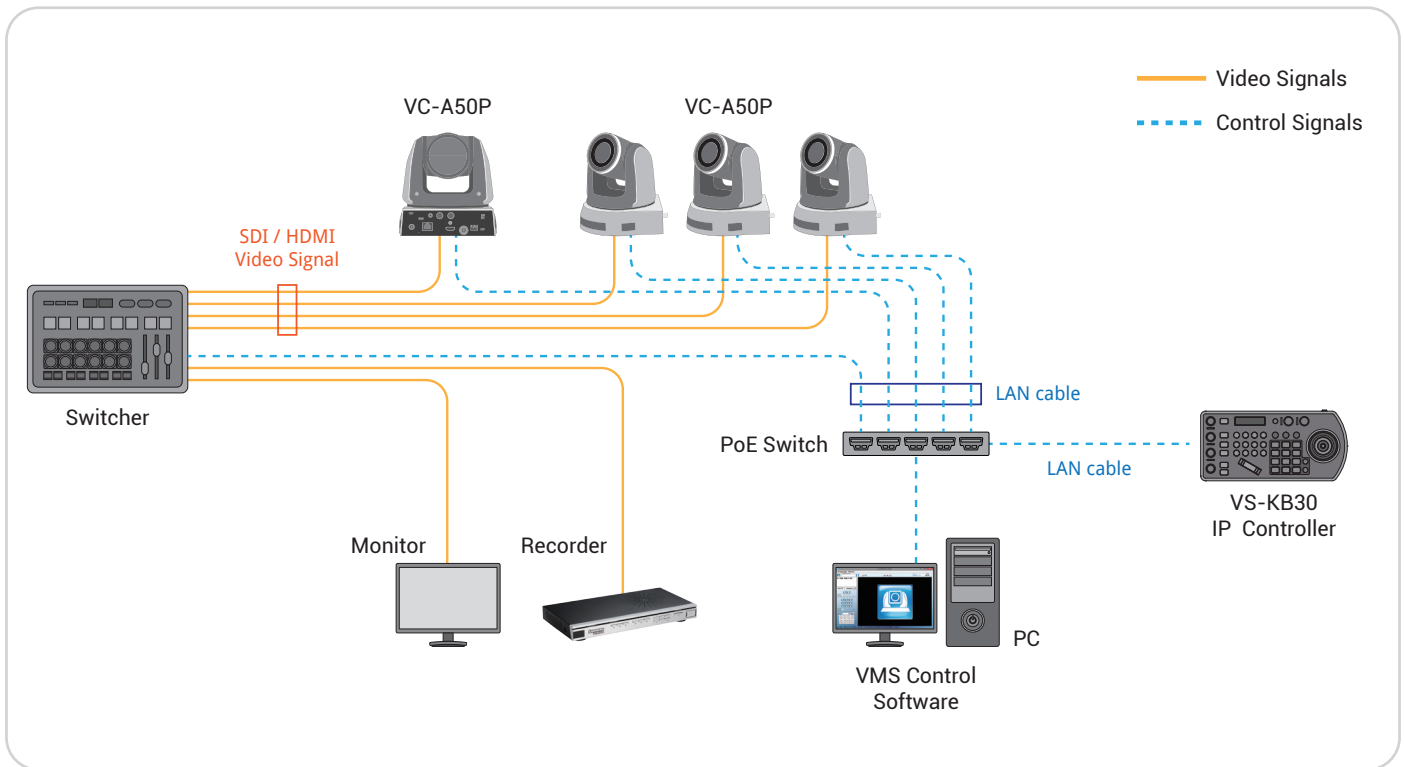 Video Signals
Control Signals
VC-A50P
VC-A50P
SDI / HDMI
Video Signal
Switcher
LAN cable
PoE Switch
LAN cable
VS-KB30
IP Controller
Monitor
Recorder
PC
VMS Control
Software